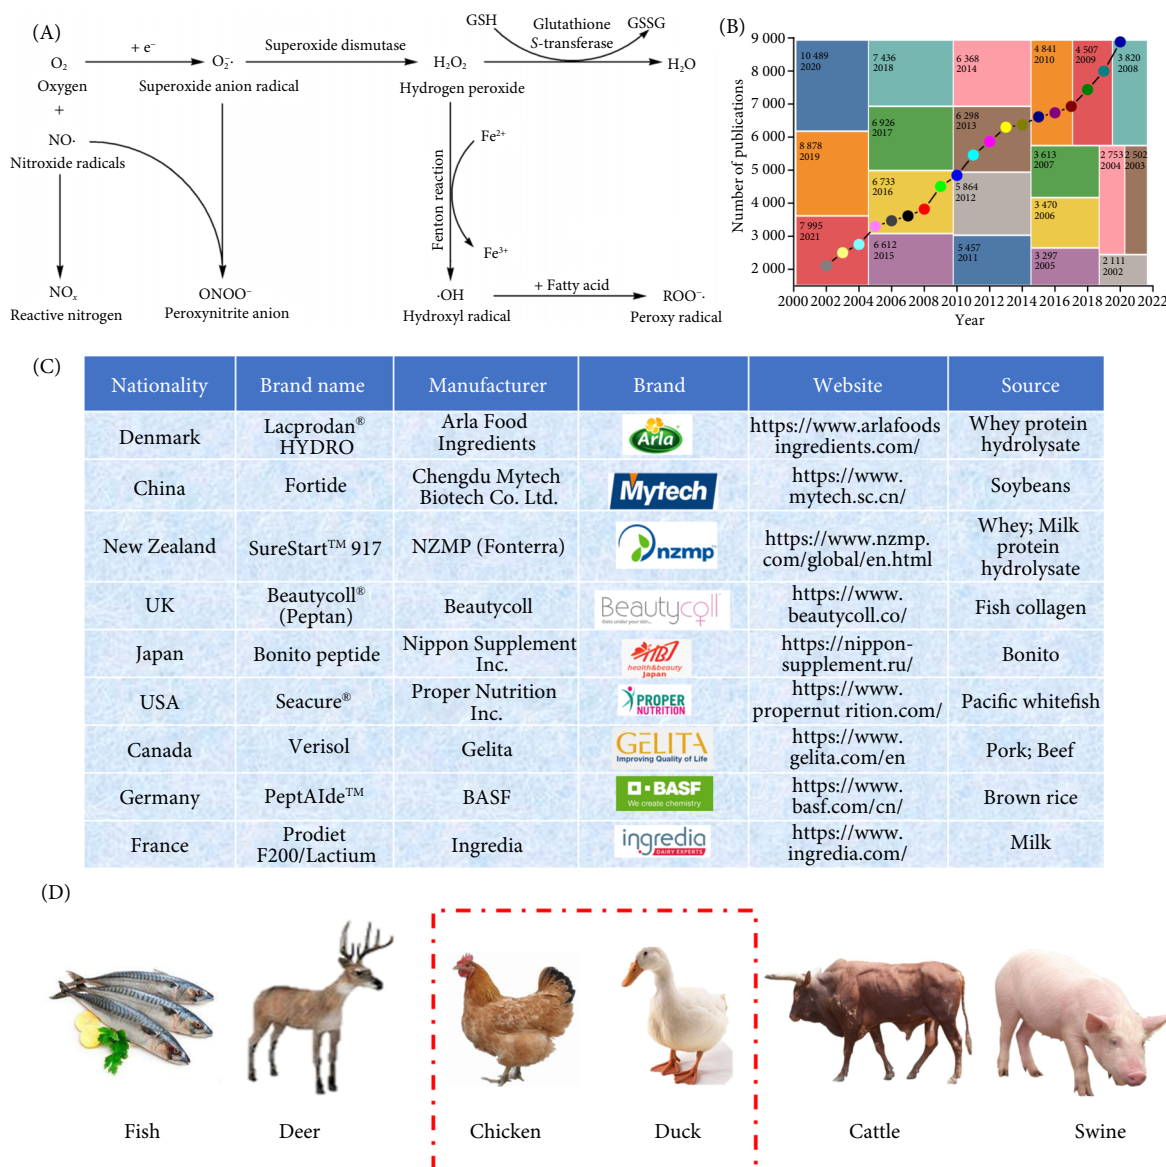 (A)
GSH
Glutathione
S-transferase
GSSG
+ e⁻
Superoxide dismutase
O₂
O₂⁻·
H₂O₂
H₂O
Oxygen
Superoxide anion radical
Hydrogen peroxide
+
NO·
Nitroxide radicals
Fe²⁺
Fenton reaction
Fe³⁺
NOₓ
Reactive nitrogen
ONOO⁻
Peroxynitrite anion
·OH
Hydroxyl radical
+ Fatty acid
ROO⁻·
Peroxy radical
(B)
Number of publications
9 000
8 000
7 000
6 000
5 000
4 000
3 000
2 000
10 489
2020
8 878
2019
7 995
2021
7 436
2018
6 926
2017
6 733
2016
6 612
2015
6 368
2014
6 298
2013
5 864
2012
5 457
2011
4 841
2010
4 507
2009
3 820
2008
3 613
2007
3 470
2006
3 297
2005
2 753
2004
2 502
2003
2 111
2002
2000 2002 2004 2006 2008 2010 2012 2014 2016 2018 2020 2022
Year
(C)
Nationality Brand name Manufacturer Brand Website Source
Denmark
Lacprodan®
HYDRO
Arla Food
Ingredients
Arla
https://www.arlafoods
ingredients.com/
Whey protein
hydrolysate
China
Fortide
Chengdu Mytech
Biotech Co. Ltd.
Mytech
https://www.
mytech.sc.cn/
Soybeans
New Zealand
SureStart™ 917
NZMP (Fonterra)
nzmp
https://www.nzmp.
com/global/en.html
Whey; Milk
protein
hydrolysate
UK
Beautycoll®
(Peptan)
Beautycoll
Beautycoll
Gets under your skin...
https://www.
beautycoll.co/
Fish collagen
Japan
Bonito peptide
Nippon Supplement
Inc.
health&beauty
Japan
https://nippon-
supplement.ru/
Bonito
USA
Seacure®
Proper Nutrition
Inc.
PROPER
NUTRITION
https://www.
propernut rition.com/
Pacific whitefish
Canada
Verisol
Gelita
GELITA
Improving Quality of Life
https://www.
gelita.com/en
Pork; Beef
Germany
PeptAIde™
BASF
BASF
We create chemistry
https://www.
basf.com/cn/
Brown rice
France
Prodiet
F200/Lactium
Ingredia
ingredia
DAIRY EXPERTS
https://www.
ingredia.com/
Milk
(D)
Fish Deer Chicken Duck Cattle Swine